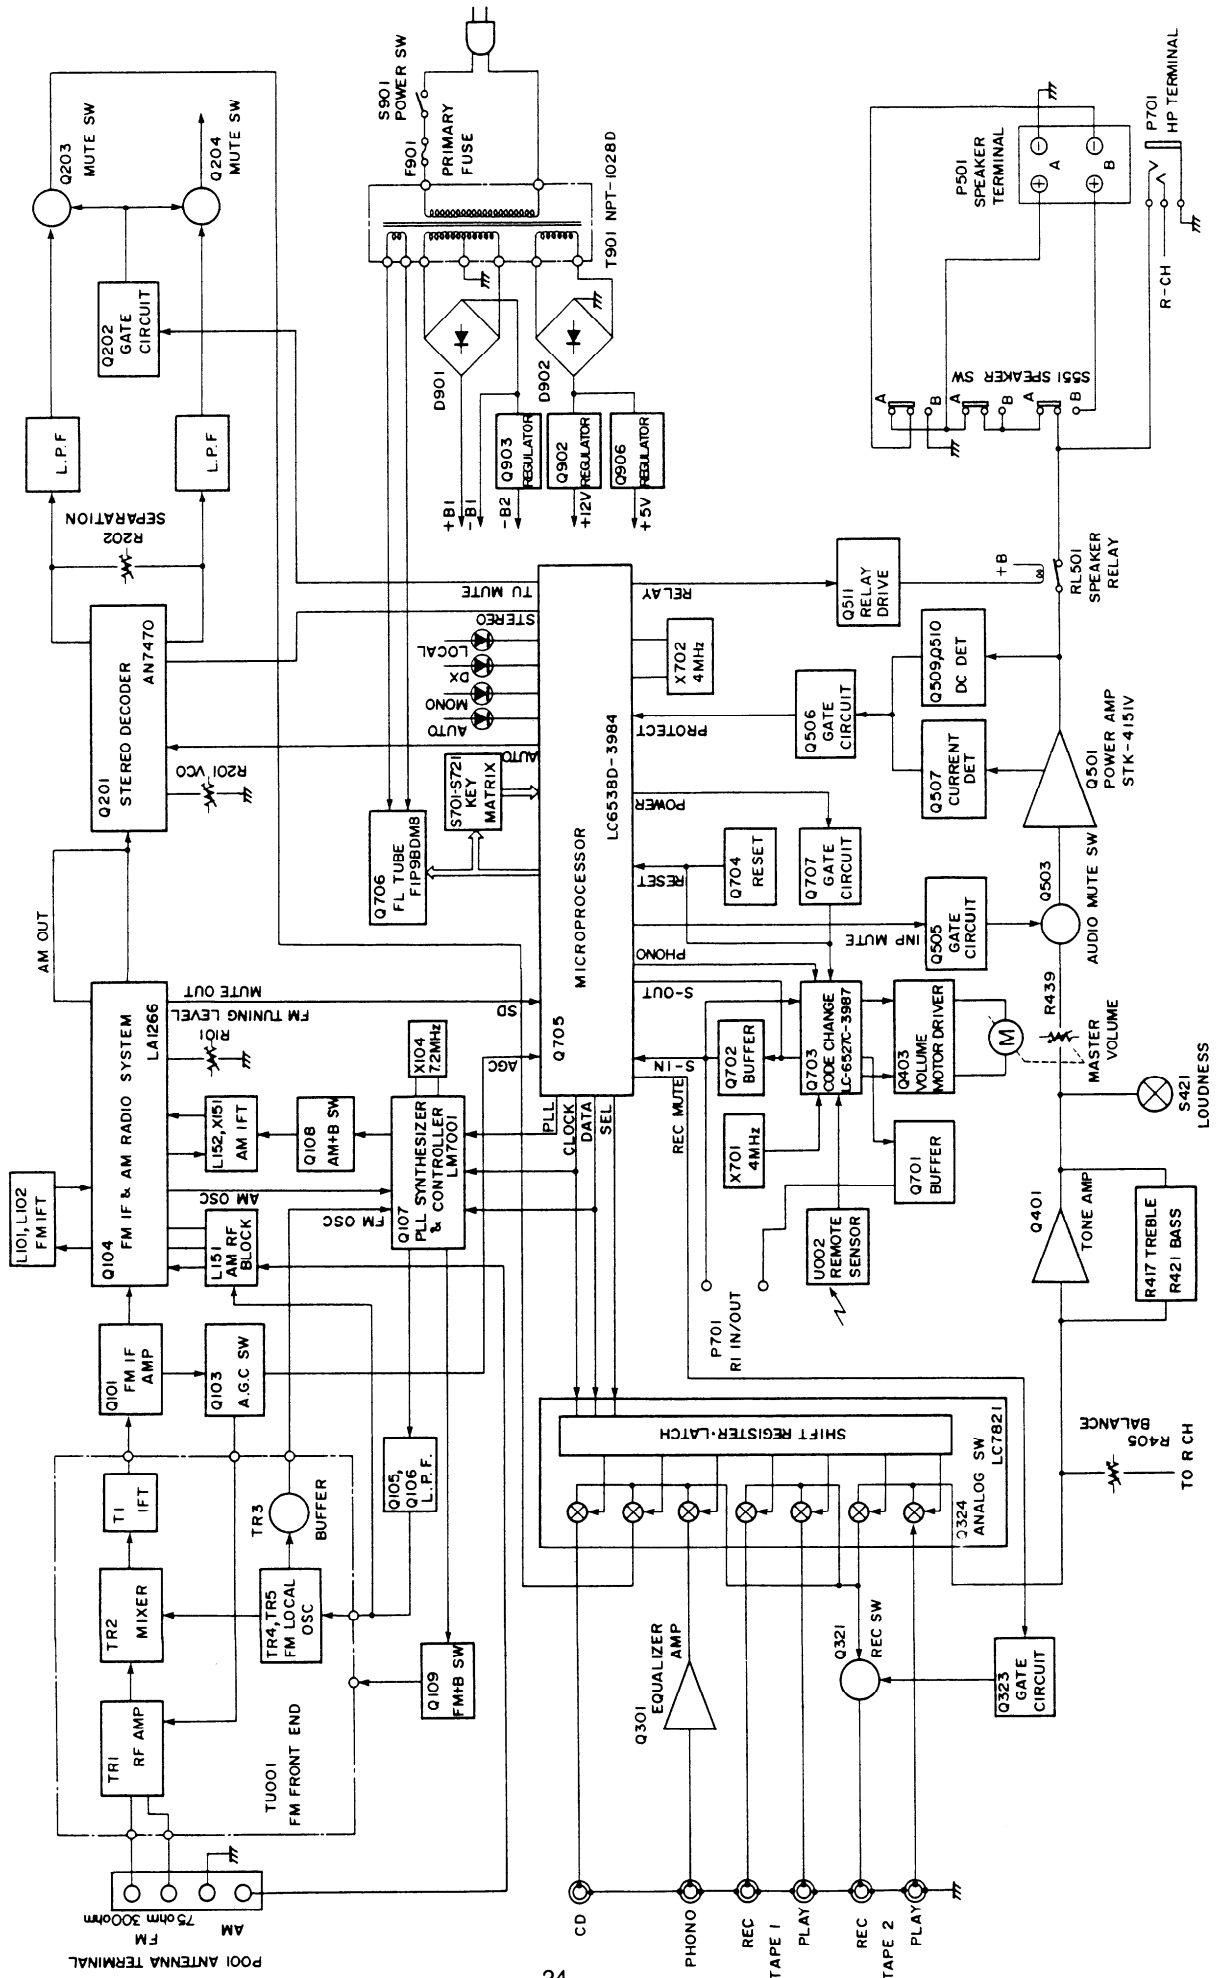 P001 ANTENNA TERMINAL
FM
75ohm 300ohm
AM
TU001
FM FRONT END
TR1
RF AMP
TR2
MIXER
T1
IFT
TR3
BUFFER
TR4,TR5
FM LOCAL
OSC
Q101
FM IF
AMP
Q103
A.G.C SW
Q105,
Q106
L.P.F.
Q109
FM+B SW
L101,L102
FM IFT
Q104
FM IF & AM RADIO SYSTEM
LA1266
L151
AM RF
BLOCK
AM OSC
FM OSC
L152,X151
AM IFT
Q108
AM+B SW
Q107
PLL SYNTHESIZER
& CONTROLLER
LM7001
X104
7.2MHz
R101
FM TUNING LEVEL
MUTE OUT
AM OUT
Q201
STEREO DECODER
AN7470
R201 VCO
R202
SEPARATION
L.P.F
L.P.F
Q202
GATE
CIRCUIT
Q203
MUTE SW
Q204
MUTE SW
S901
POWER SW
F901
PRIMARY
FUSE
T901 NPT-1028D
D901
D902
+B1
-B1
-B2
+12V
+5V
Q903
REGULATOR
Q902
REGULATOR
Q906
REGULATOR
Q706
FL TUBE
FIP9BDM8
S701-S721
KEY
MATRIX
AUTO
MONO
DX
LOCAL
AUTO
STEREO
TU MUTE
SD
AGC
Q705
MICROPROCESSOR
LC6538D-3984
PLL
CLOCK
DATA
SEL
REC MUTE
S-IN
S-OUT
PHONO
INP MUTE
RESET
POWER
PROTECT
RELAY
X702
4MHz
Q704
RESET
Q707
GATE
CIRCUIT
Q702
BUFFER
Q703
CODE CHANGE
LC-6527C-3987
Q403
VOLUME
MOTOR DRIVER
M
MASTER
VOLUME
X701
4MHz
Q701
BUFFER
U002
REMOTE
SENSOR
P701
RI IN/OUT
Q505
GATE
CIRCUIT
Q503
AUDIO MUTE SW
R439
Q506
GATE
CIRCUIT
Q507
CURRENT
DET
Q509,Q510
DC DET
Q511
RELAY
DRIVE
+B
RL501
SPEAKER
RELAY
Q501
POWER AMP
STK-4151V
S551 SPEAKER SW
A
B
A
B
A
B
P501
SPEAKER
TERMINAL
A
B
P701
HP TERMINAL
R-CH
S421
LOUDNESS
Q401
TONE AMP
R417 TREBLE
R421 BASS
R405
BALANCE
TO R CH
SHIFT REGISTER·LATCH
Q324
ANALOG SW
LC7821
Q301
EQUALIZER
AMP
Q321
REC SW
Q323
GATE
CIRCUIT
CD
PHONO
REC
TAPE 1
PLAY
REC
TAPE 2
PLAY